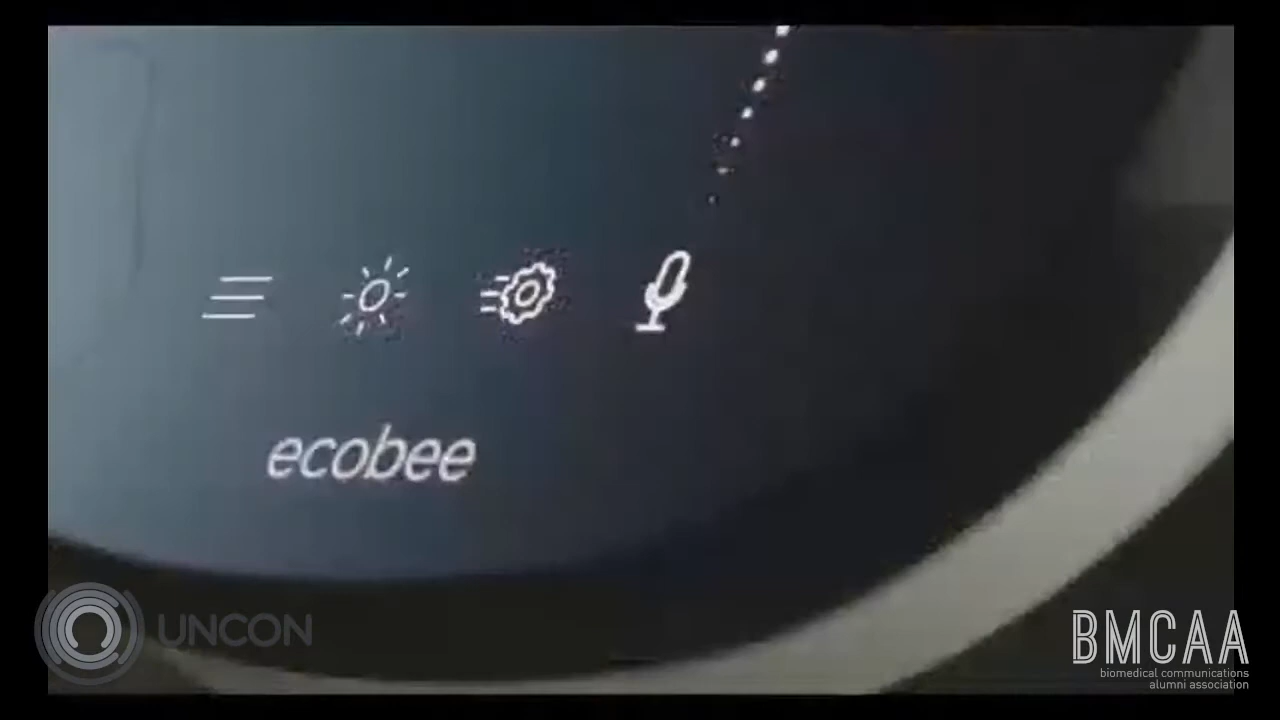 ecobee
UNCON
BMCAA
biomedical communications
alumni association